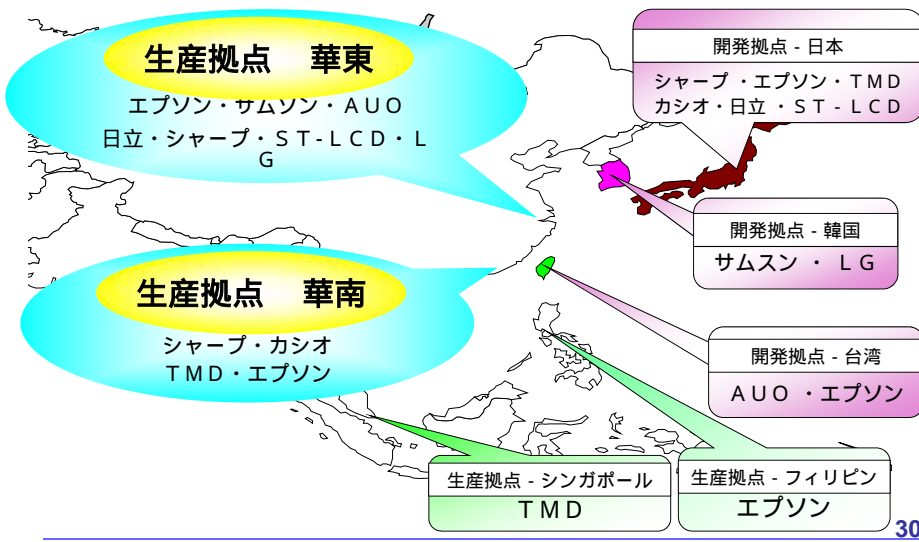 生産拠点　華東
エプソン・サムソン・ＡＵＯ
日立・シャープ・ＳＴ-ＬＣＤ・Ｌ
Ｇ
開発拠点 - 日本
シャープ ・エプソン・ＴＭＤ
カシオ・日立 ・ＳＴ - ＬＣＤ
開発拠点 - 韓国
サムスン ・ ＬＧ
生産拠点　華南
シャープ・カシオ
ＴＭＤ・エプソン
開発拠点 - 台湾
ＡＵＯ ・エプソン
生産拠点 - シンガポール
ＴＭＤ
生産拠点 - フィリピン
エプソン
30